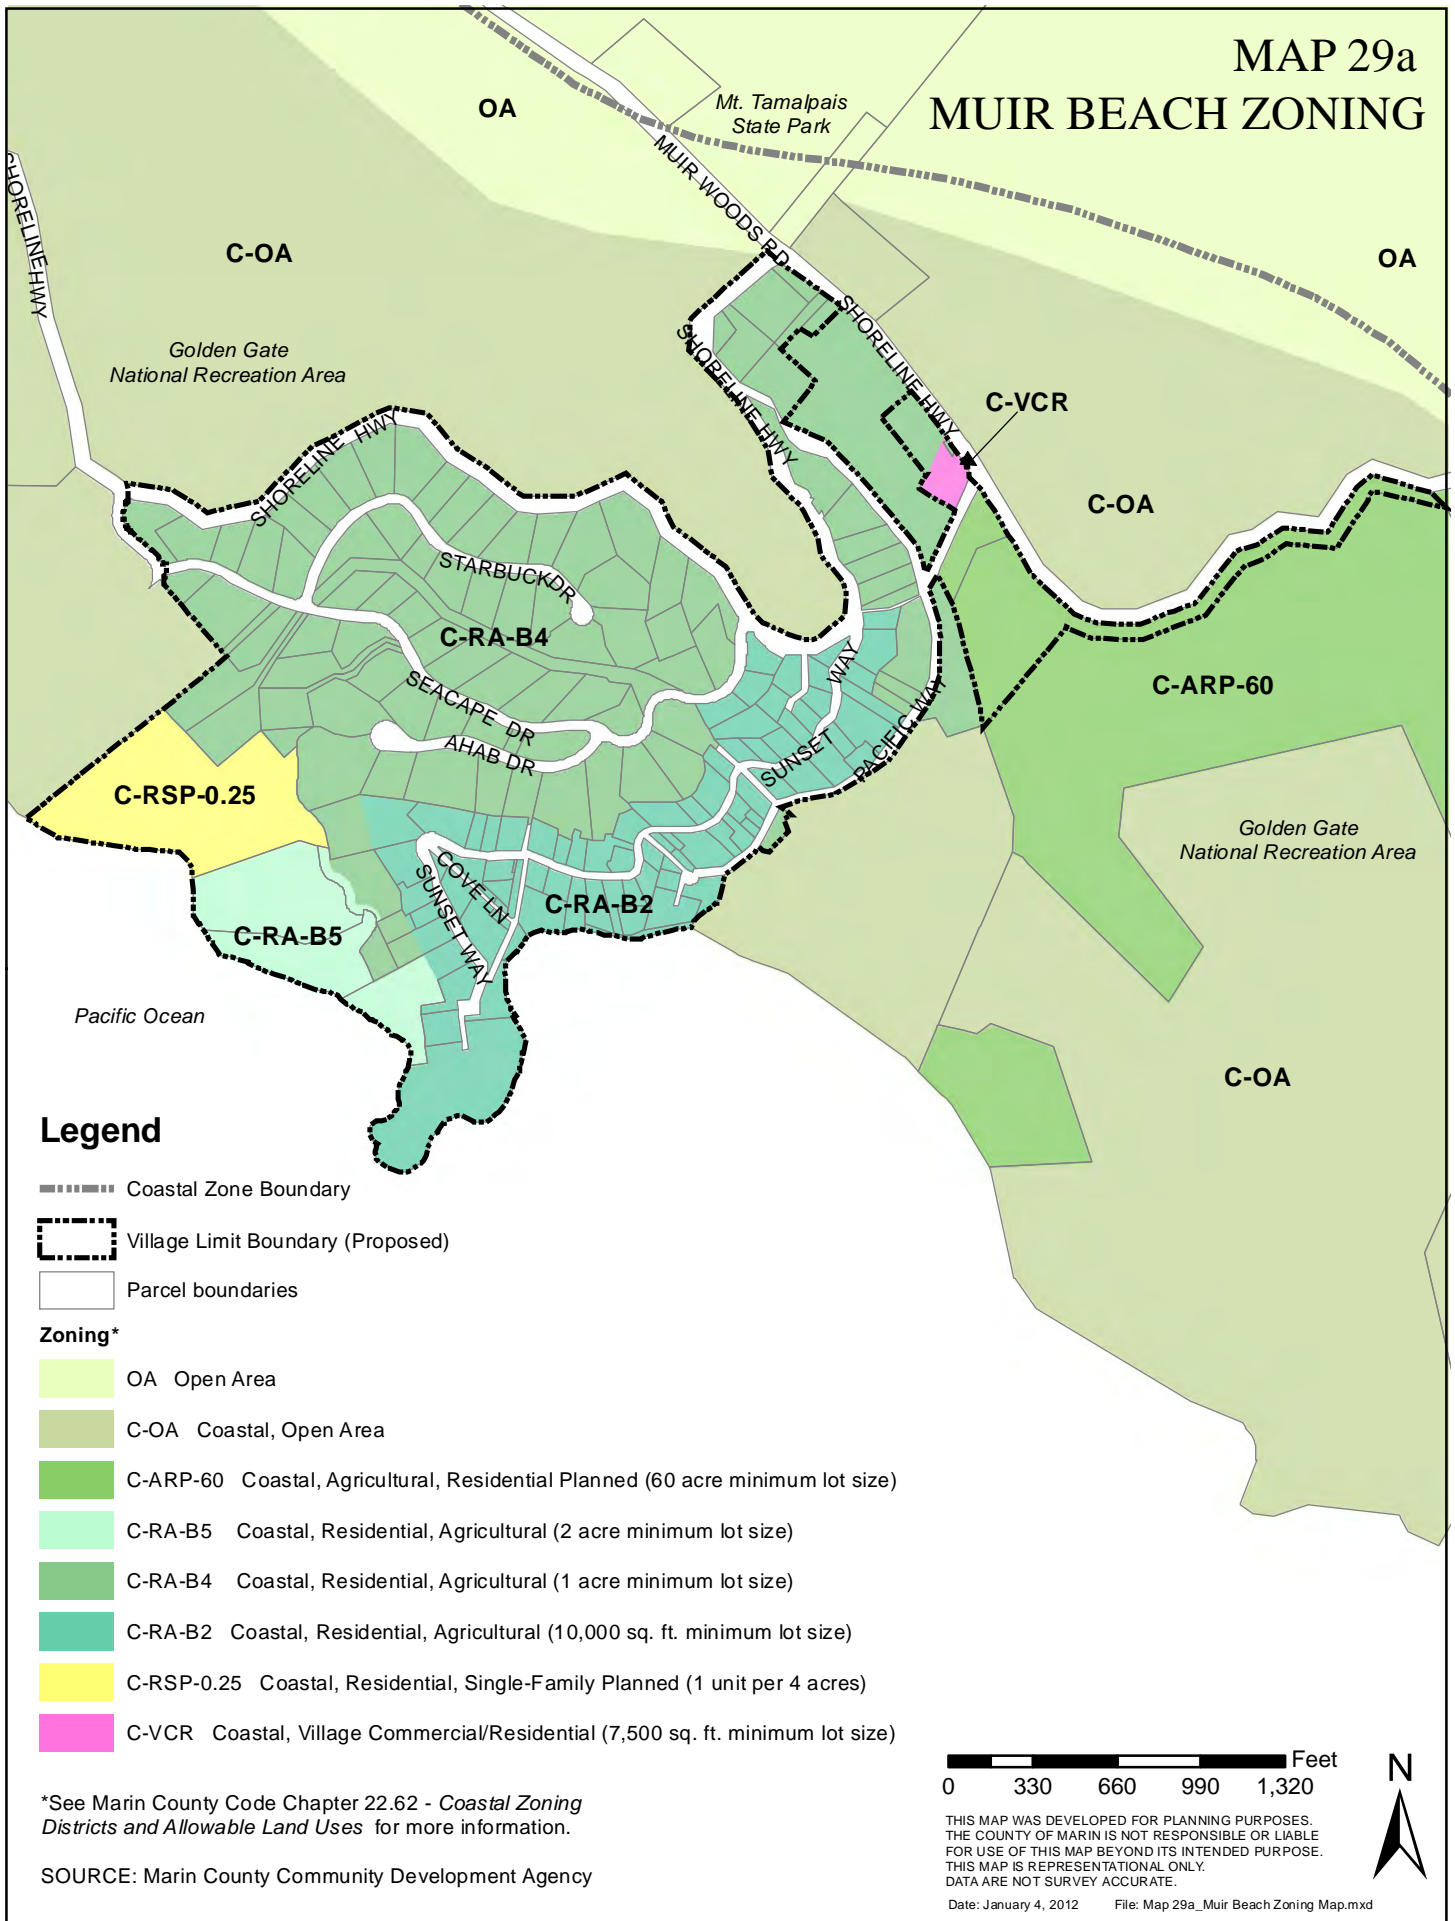 MAP 29a
MUIR BEACH ZONING
OA
Mt. Tamalpais
State Park
MUIR WOODS RD
SHORELINE HWY
C-OA
OA
Golden Gate
National Recreation Area
SHORELINE HWY
SHORELINE HWY
C-VCR
SHORELINE HWY
SHORELINE HWY
C-OA
STARBUCK DR
C-RA-B4
C-ARP-60
SEACAPE DR
WAY
SUNSET
PACIFIC WAY
AHAB DR
C-RSP-0.25
Golden Gate
National Recreation Area
COVE LN
SUNSET WAY
C-RA-B2
C-RA-B5
Pacific Ocean
C-OA
Legend
Coastal Zone Boundary
Village Limit Boundary (Proposed)
Parcel boundaries
Zoning*
OA Open Area
C-OA Coastal, Open Area
C-ARP-60 Coastal, Agricultural, Residential Planned (60 acre minimum lot size)
C-RA-B5 Coastal, Residential, Agricultural (2 acre minimum lot size)
C-RA-B4 Coastal, Residential, Agricultural (1 acre minimum lot size)
C-RA-B2 Coastal, Residential, Agricultural (10,000 sq. ft. minimum lot size)
C-RSP-0.25 Coastal, Residential, Single-Family Planned (1 unit per 4 acres)
C-VCR Coastal, Village Commercial/Residential (7,500 sq. ft. minimum lot size)
*See Marin County Code Chapter 22.62 - Coastal Zoning
Districts and Allowable Land Uses for more information.
SOURCE: Marin County Community Development Agency
Feet
0 330 660 990 1,320
N
THIS MAP WAS DEVELOPED FOR PLANNING PURPOSES.
THE COUNTY OF MARIN IS NOT RESPONSIBLE OR LIABLE
FOR USE OF THIS MAP BEYOND ITS INTENDED PURPOSE.
THIS MAP IS REPRESENTATIONAL ONLY.
DATA ARE NOT SURVEY ACCURATE.
Date: January 4, 2012 File: Map 29a_Muir Beach Zoning Map.mxd